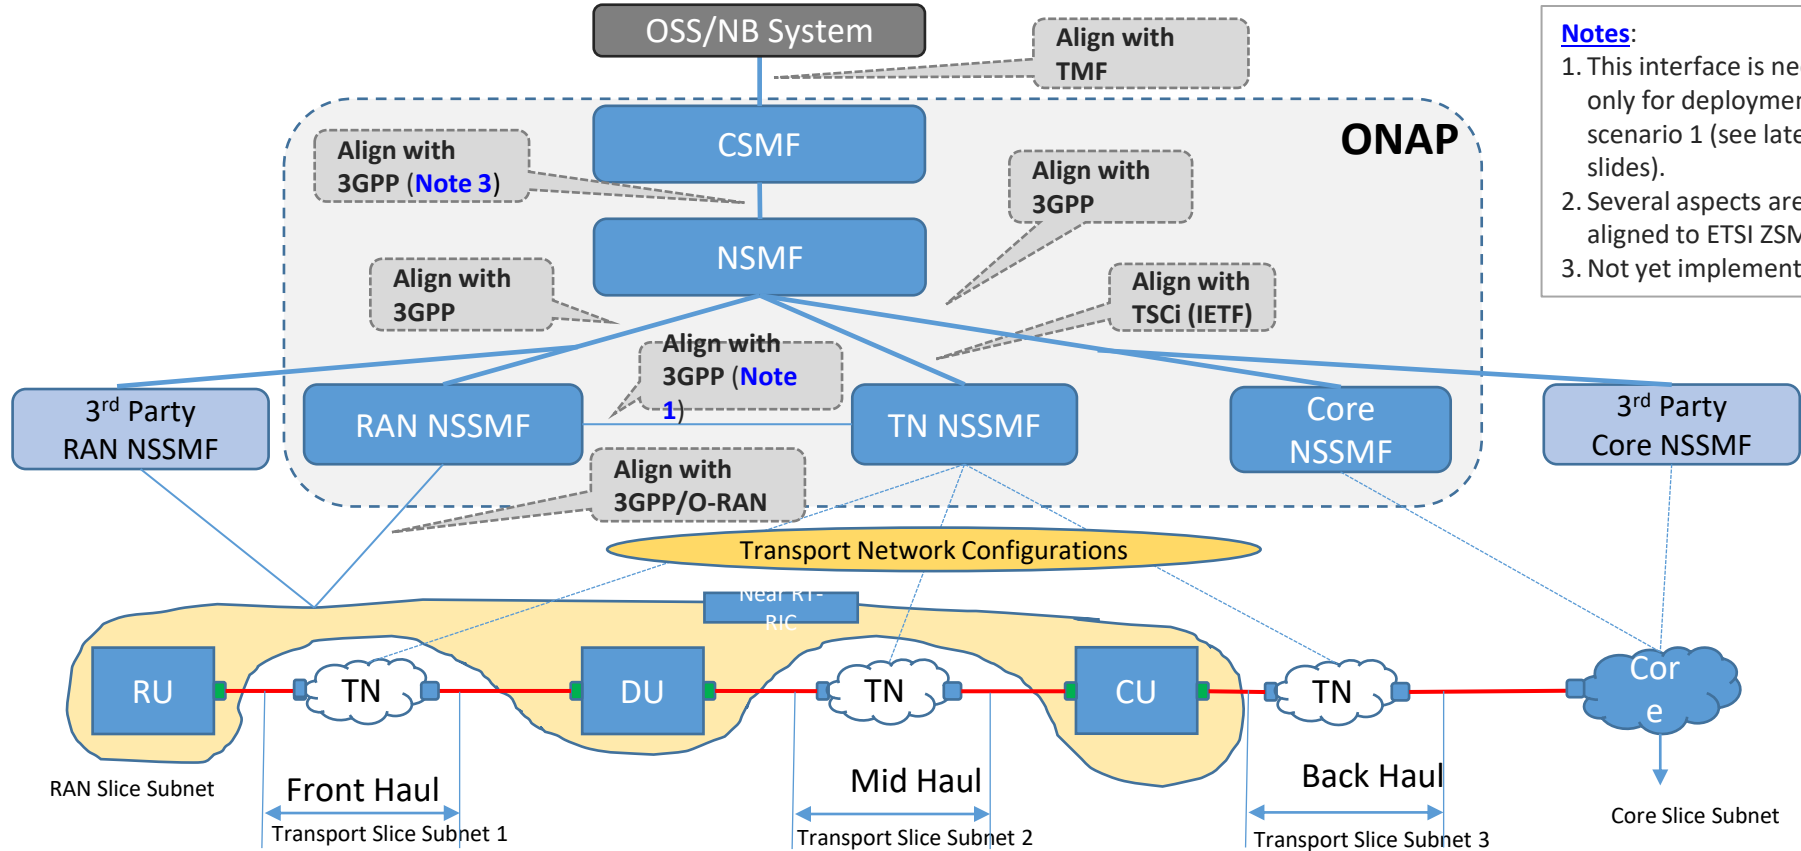 OSS/NB System
Align with
TMF
Notes:
1. This interface is
only for
scenario 1 (see
slides).
2. Several aspects are
aligned to ETSI
3. Not yet
ONAP
CSMF
Align with
3GPP (Note 3)
Align with
3GPP
NSMF
Align with
3GPP
Align with
TSCi (IETF)
Align with
3GPP (Note
1)
3rd Party
RAN NSSMF
RAN NSSMF
TN NSSMF
Core
NSSMF
3rd Party
Core NSSMF
Align with
3GPP/O-RAN
Transport Network Configurations
Near RT-
RIC
RU
TN
DU
TN
CU
TN
Cor
e
RAN Slice Subnet
Front Haul
Transport Slice Subnet 1
Mid Haul
Transport Slice Subnet 2
Back Haul
Transport Slice Subnet 3
Core Slice Subnet